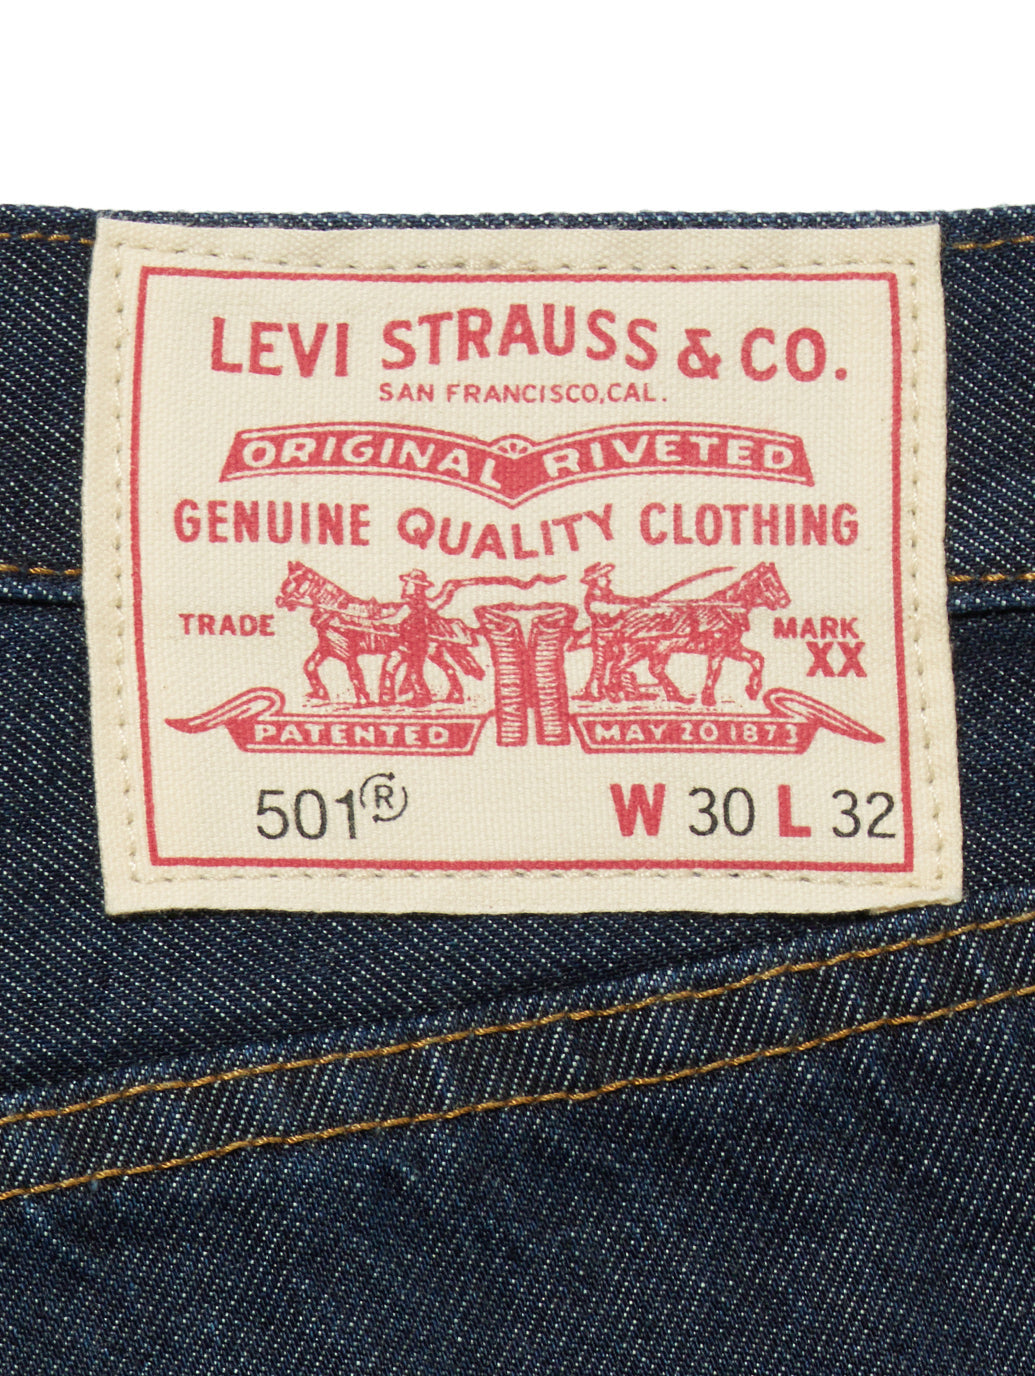 LEVI STRAUSS & CO.
SAN FRANCISCO, CAL.
ORIGINAL RIVETED
GENUINE QUALITY CLOTHING
TRADE MARK
XX
PATENTED MAY 20 1873
501® W 30 L 32